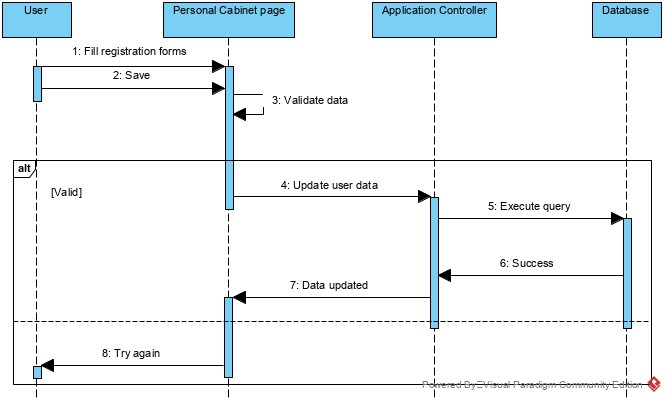 User
Personal Cabinet page
Application Controller
Database
1: Fill registration forms
2: Save
3: Validate data
alt
[Valid]
4: Update user data
5: Execute query
6: Success
7: Data updated
8: Try again
Powered By Visual Paradigm Community Edition